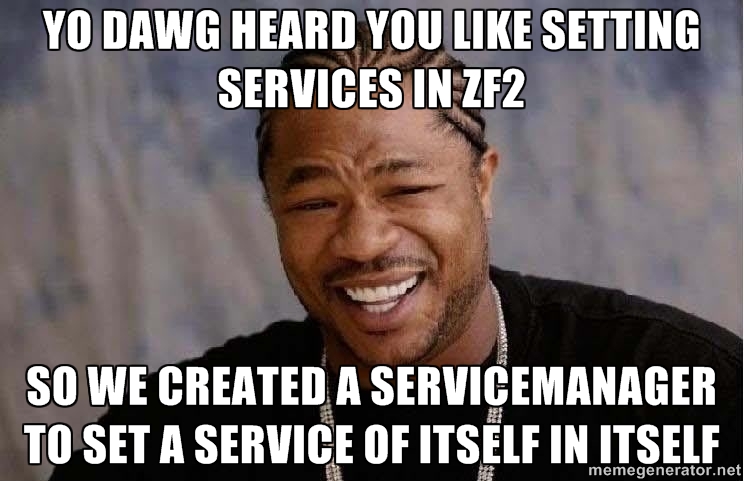 YO DAWG HEARD YOU LIKE SETTING
SERVICES IN ZF2
SO WE CREATED A SERVICEMANAGER
TO SET A SERVICE OF ITSELF IN ITSELF
memegenerator.net